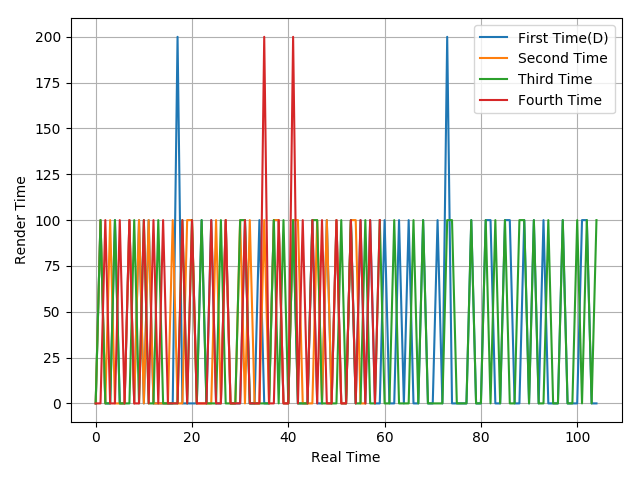 200
175
150
125
100
75
50
25
0
Render Time
0 20 40 60 80 100
Real Time
First Time(D)
Second Time
Third Time
Fourth Time